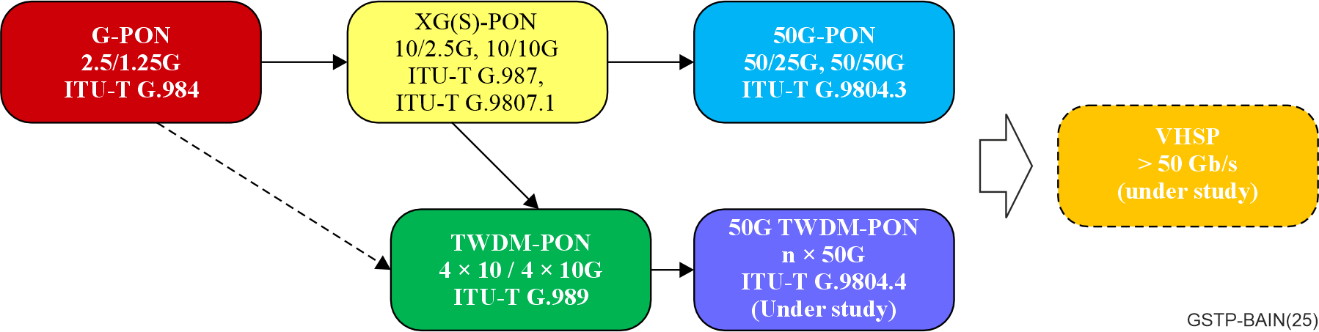 G-PON
2.5/1.25G
ITU-T G.984
XG(S)-PON
10/2.5G, 10/10G
ITU-T G.987,
ITU-T G.9807.1
50G-PON
50/25G, 50/50G
ITU-T G.9804.3
VHSP
> 50 Gb/s
(under study)
TWDM-PON
4 × 10 / 4 × 10G
ITU-T G.989
50G TWDM-PON
n × 50G
ITU-T G.9804.4
(Under study)
GSTP-BAIN(25)